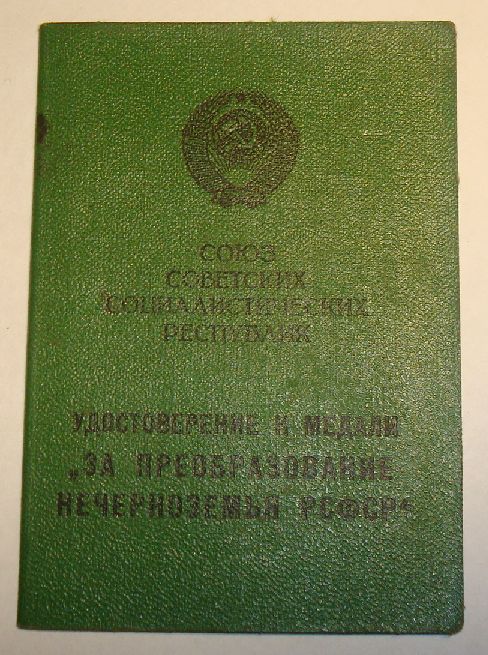 СОЮЗ
СОВЕТСКИХ
СОЦИАЛИСТИЧЕСКИХ
РЕСПУБЛИК
УДОСТОВЕРЕНИЕ К МЕДАЛИ
„ЗА ПРЕОБРАЗОВАНИЕ
НЕЧЕРНОЗЕМЬЯ РСФСР“